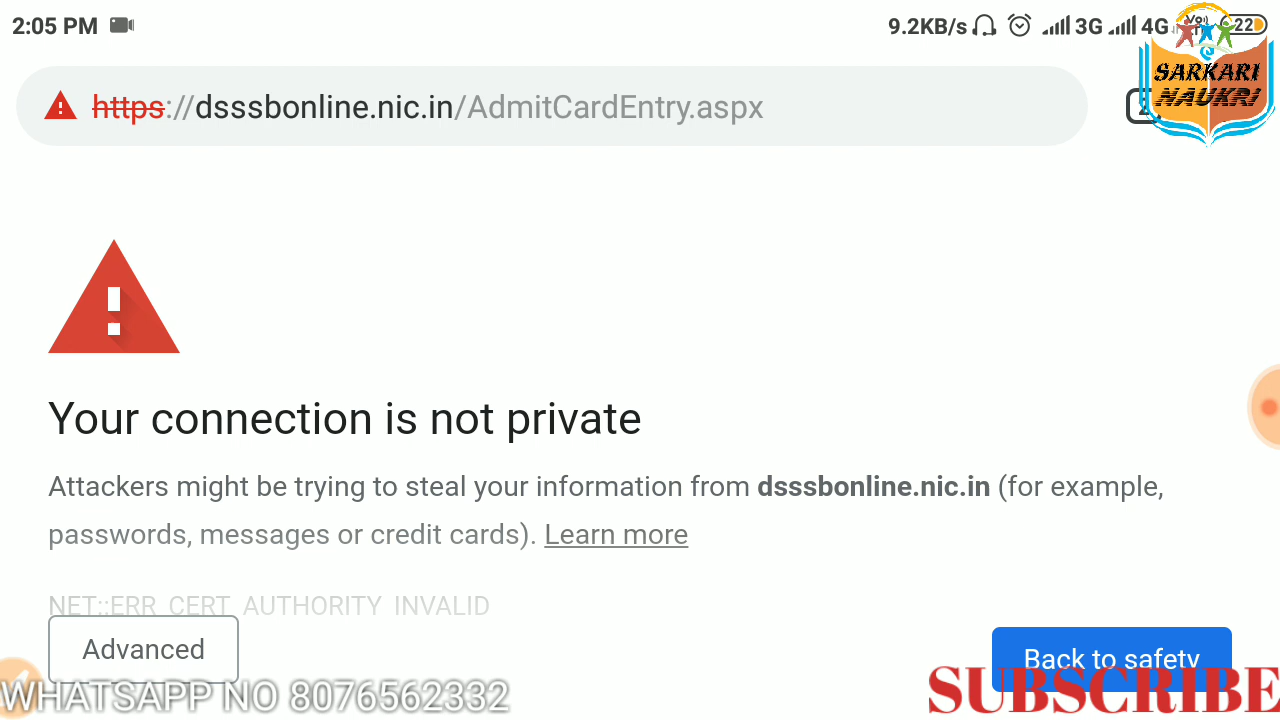 2:05 PM
9.2KB/s 3G 4G 22
SARKARI
NAUKRI
https://dsssbonline.nic.in/AdmitCardEntry.aspx
Your connection is not private
Attackers might be trying to steal your information from dsssbonline.nic.in (for example,
passwords, messages or credit cards). Learn more
NET::ERR_CERT_AUTHORITY_INVALID
Advanced
Back to safety
WHATSAPP NO 8076562332
SUBSCRIBE